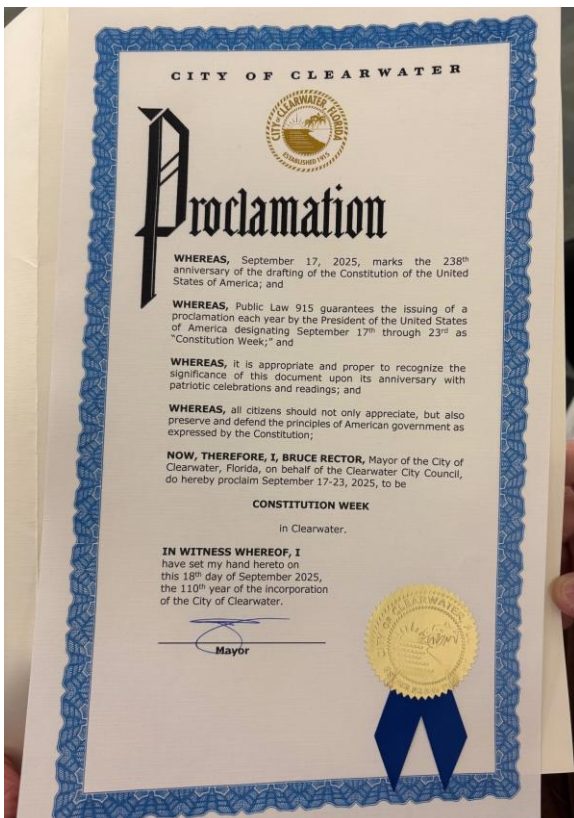 CITY OF CLEARWATER
CITY OF CLEARWATER, FLORIDA
ESTABLISHED 1915
Proclamation
WHEREAS, September 17, 2025, marks the 238th
anniversary of the drafting of the Constitution of the United
States of America; and
WHEREAS, Public Law 915 guarantees the issuing of a
proclamation each year by the President of the United States
of America designating September 17th through 23rd as
“Constitution Week;” and
WHEREAS, it is appropriate and proper to recognize the
significance of this document upon its anniversary with
patriotic celebrations and readings; and
WHEREAS, all citizens should not only appreciate, but also
preserve and defend the principles of American government as
expressed by the Constitution;
NOW, THEREFORE, I, BRUCE RECTOR, Mayor of the City of
Clearwater, Florida, on behalf of the Clearwater City Council,
do hereby proclaim September 17-23, 2025, to be
CONSTITUTION WEEK
in Clearwater.
IN WITNESS WHEREOF, I
have set my hand hereto on
this 18th day of September 2025,
the 110th year of the incorporation
of the City of Clearwater.
Mayor
CITY OF CLEARWATER